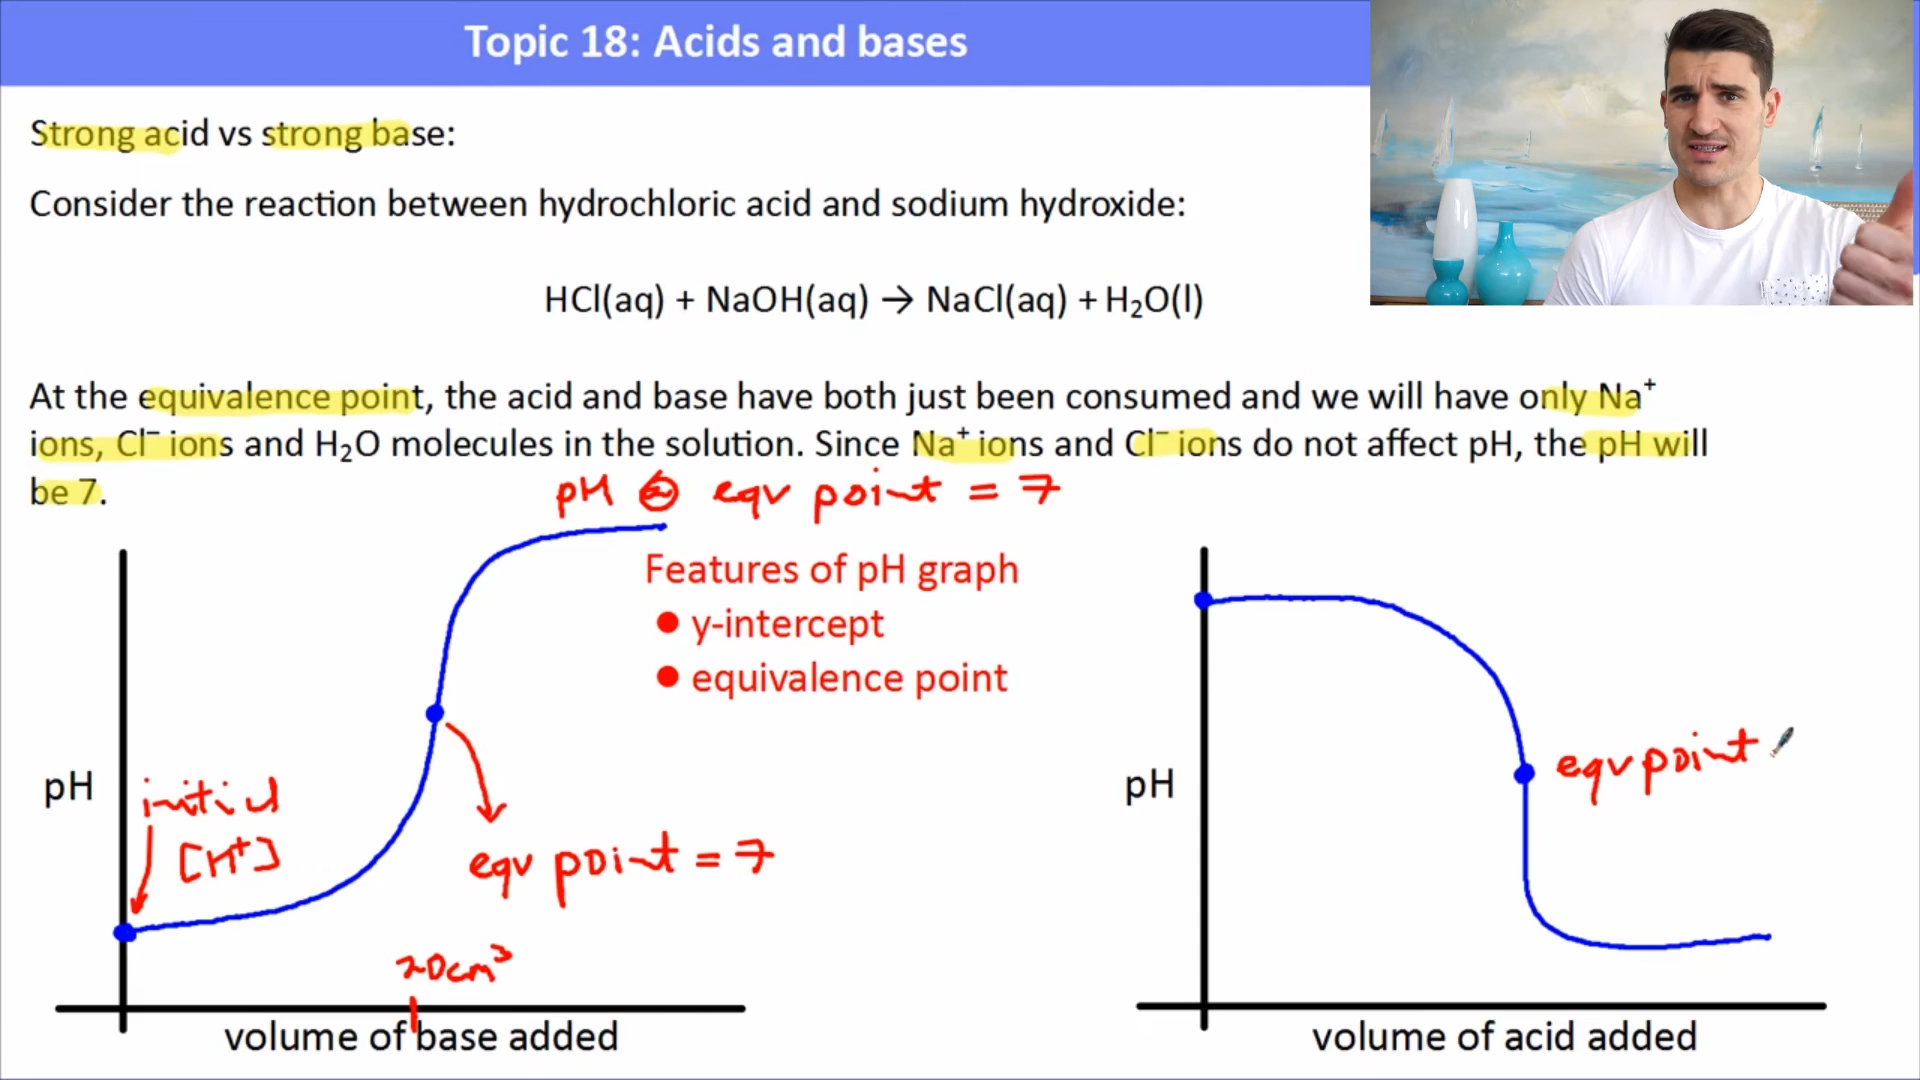 Topic 18: Acids and bases
Strong acid vs strong base:
Consider the reaction between hydrochloric acid and sodium hydroxide:
HCl(aq) + NaOH(aq) → NaCl(aq) + H₂O(l)
At the equivalence point, the acid and base have both just been consumed and we will have only Na⁺
ions, Cl⁻ ions and H₂O molecules in the solution. Since Na⁺ ions and Cl⁻ ions do not affect pH, the pH will
be 7.
pH @ eqv point = 7
Features of pH graph
● y-intercept
● equivalence point
pH
initial
[H⁺]
eqv point = 7
20cm³
volume of base added
pH
eqv point
volume of acid added